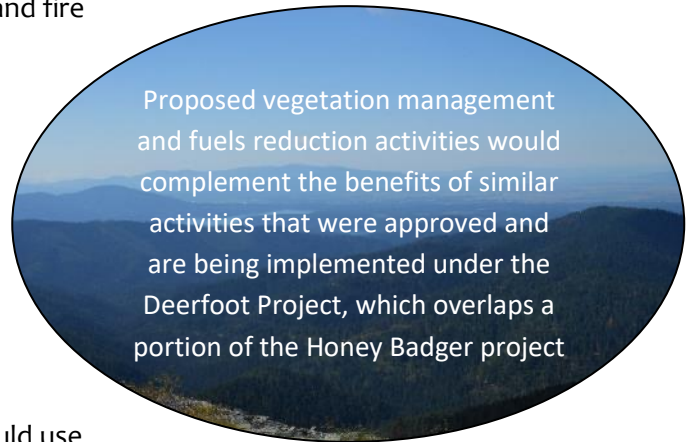 and fire
Proposed vegetation management
and fuels reduction activities would
complement the benefits of similar
activities that were approved and
are being implemented under the
Deerfoot Project, which overlaps a
portion of the Honey Badger project
uld use